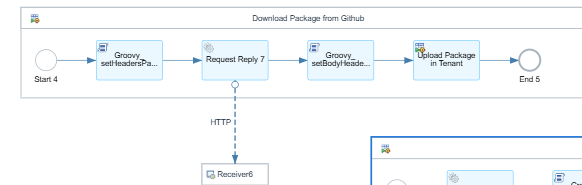 Download Package from Github
Groovy_
setHeadersPa...
Request Reply 7
Groovy_
setBodyHeade...
Upload Package
in Tenant
Start 4
End 5
HTTP
Receiver6